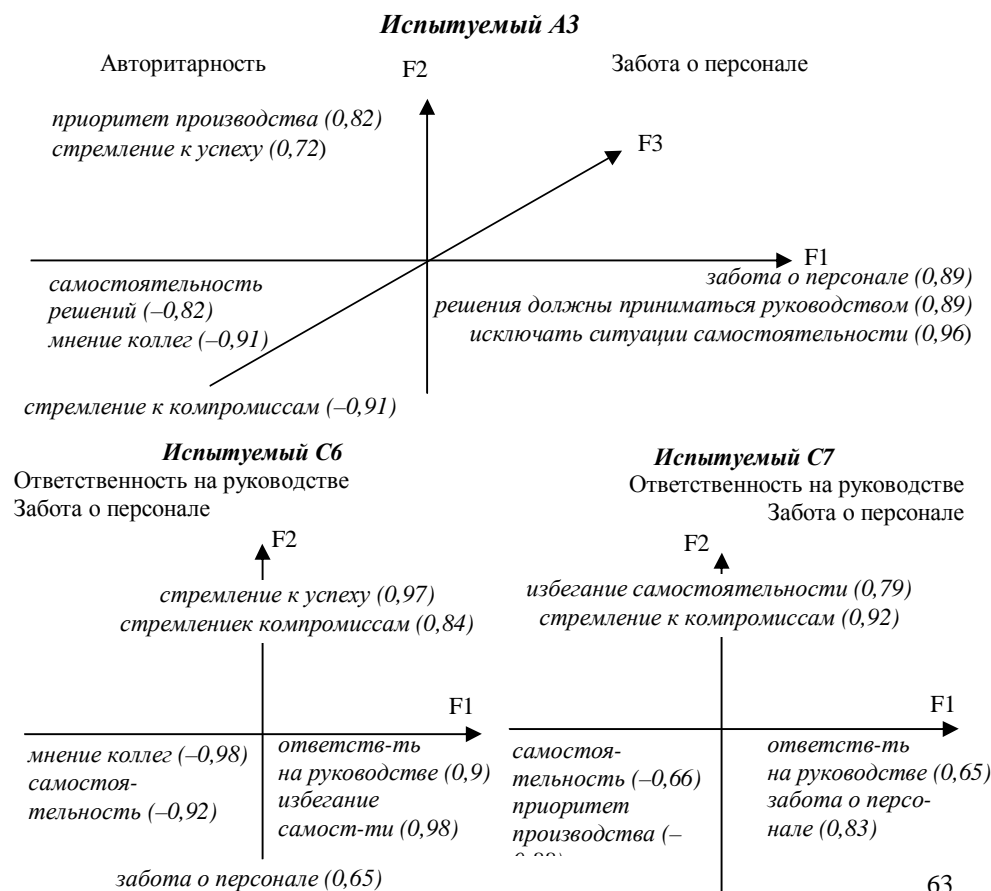 Испытуемый А3
Авторитарность
F2
Забота о персонале
приоритет производства (0,82)
стремление к успеху (0,72)
F3
F1
самостоятельность
решений (–0,82)
мнение коллег (–0,91)
забота о персонале (0,89)
решения должны приниматься руководством (0,89)
исключать ситуации самостоятельности (0,96)
стремление к компромиссам (–0,91)
Испытуемый С6
Ответственность на руководстве
Забота о персонале
F2
стремление к успеху (0,97)
стремлениек компромиссам (0,84)
F1
мнение коллег (–0,98)
самостоя-
тельность (–0,92)
ответств-ть
на руководстве (0,9)
избегание
самост-ти (0,98)
забота о персонале (0,65)
Испытуемый С7
Ответственность на руководстве
Забота о персонале
F2
избегание самостоятельности (0,79)
стремление к компромиссам (0,92)
F1
самостоя-
тельность (–0,66)
приоритет
производства (–
ответств-ть
на руководстве (0,65)
забота о персо-
нале (0,83)
63